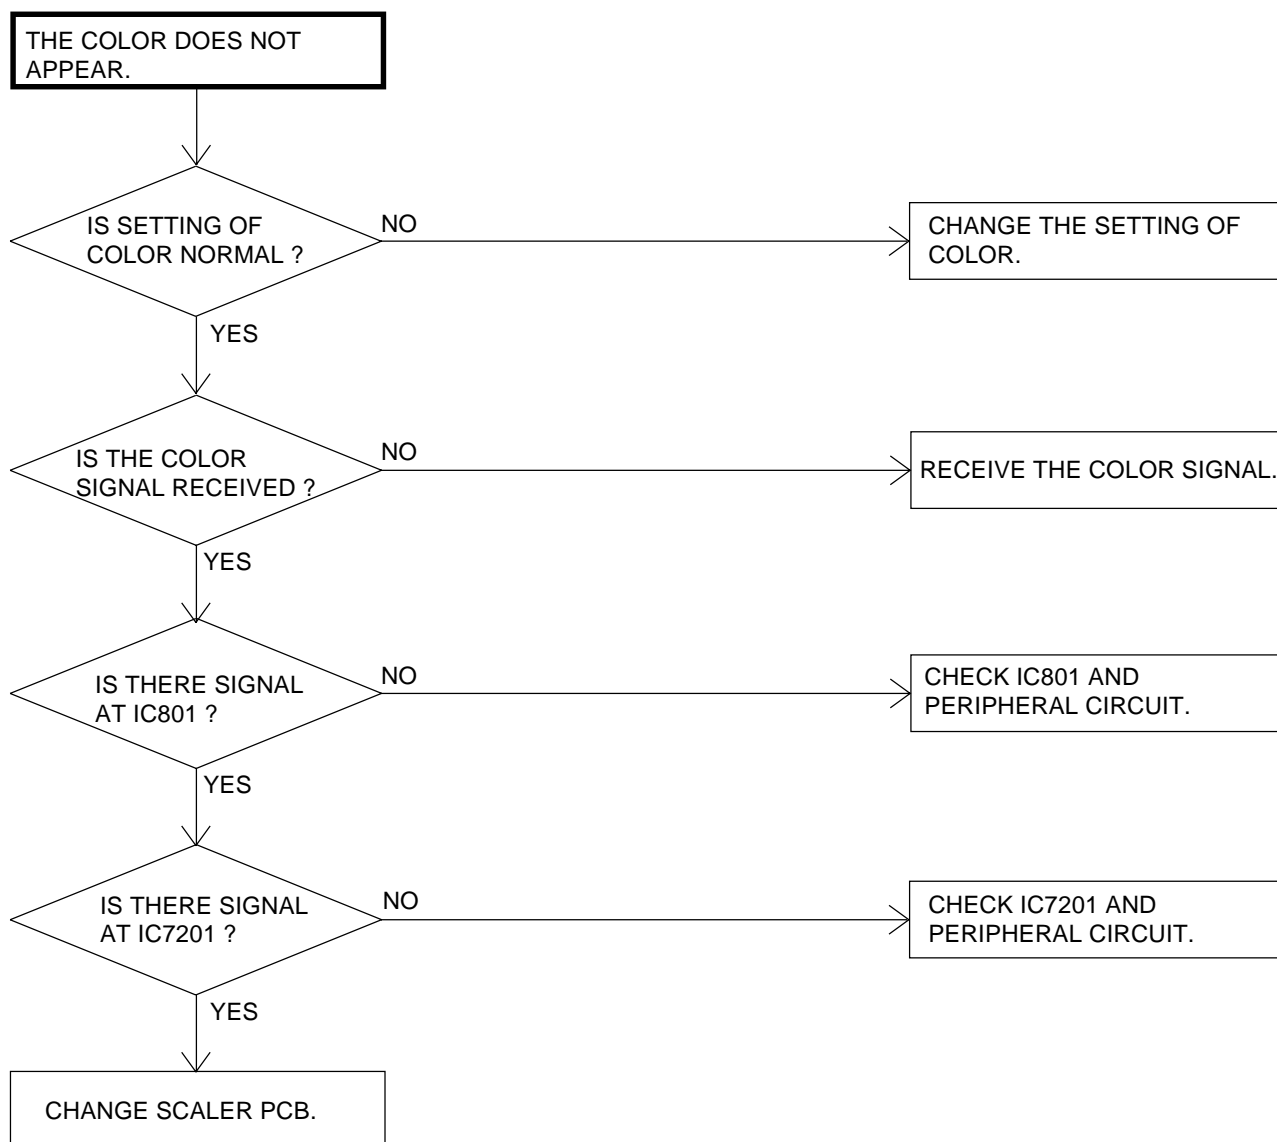 THE COLOR DOES NOT
APPEAR.
IS SETTING OF
COLOR NORMAL ?
NO
CHANGE THE SETTING OF
COLOR.
YES
IS THE COLOR
SIGNAL RECEIVED ?
NO
RECEIVE THE COLOR SIGNAL.
YES
IS THERE SIGNAL
AT IC801 ?
NO
CHECK IC801 AND
PERIPHERAL CIRCUIT.
YES
IS THERE SIGNAL
AT IC7201 ?
NO
CHECK IC7201 AND
PERIPHERAL CIRCUIT.
YES
CHANGE SCALER PCB.